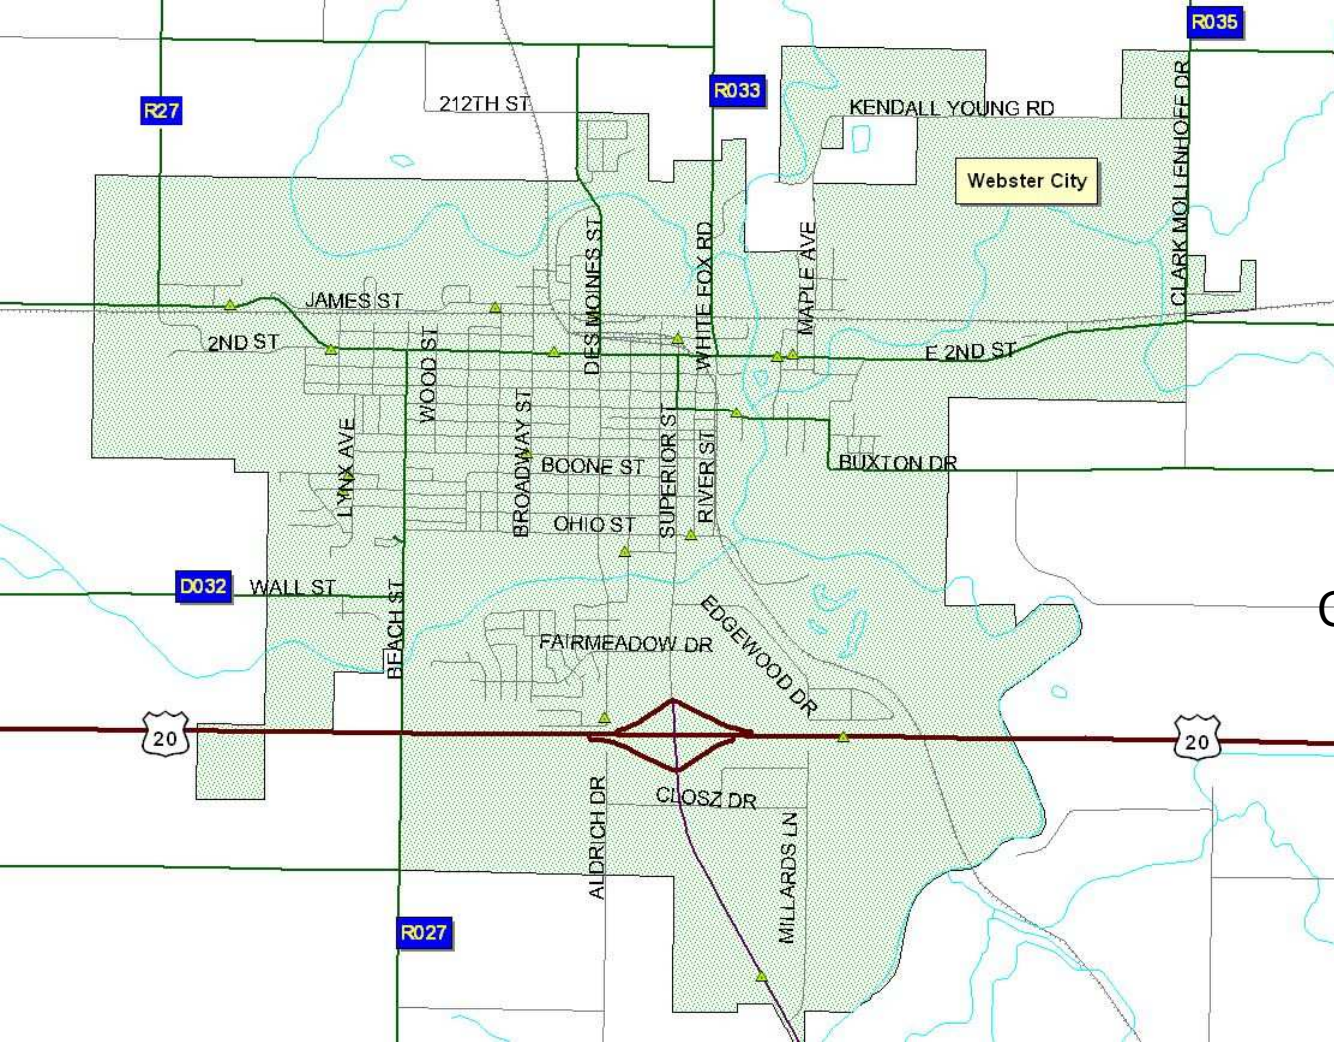 R035
R033
R27
212TH ST
KENDALL YOUNG RD
CLARK MOLLENHOFF DR
Webster City
DES MOINES ST
WHITE FOX RD
MAPLE AVE
JAMES ST
2ND ST
E 2ND ST
WOOD ST
BROADWAY ST
LYNX AVE
SUPERIOR ST
RIVER ST
BOONE ST
BUXTON DR
OHIO ST
D032
WALL ST
BEACH ST
EDGEWOOD DR
FAIRMEADOW DR
20
20
CLOSZ DR
ALDRICH DR
MILLARDS LN
R027